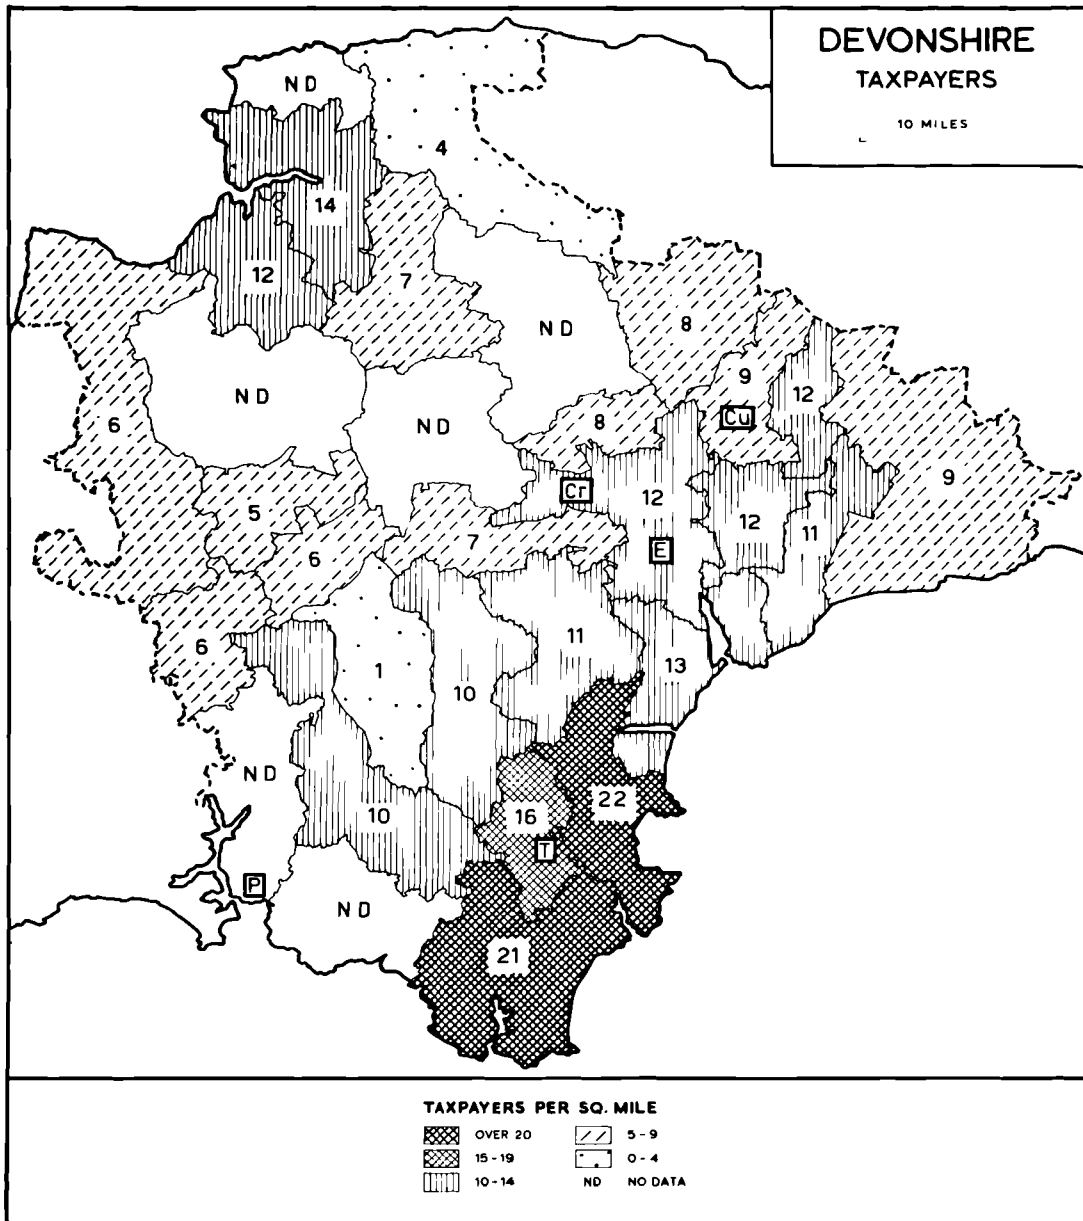 DEVONSHIRE
TAXPAYERS
10 MILES
ND
4
14
12
7
ND
8
9
12
ND
6
ND
8
Cu
9
Cr
12
12
11
5
7
6
E
6
1
10
11
13
ND
16
22
10
T
P
ND
21
TAXPAYERS PER SQ. MILE
OVER 20
5-9
15-19
0-4
10-14
ND NO DATA